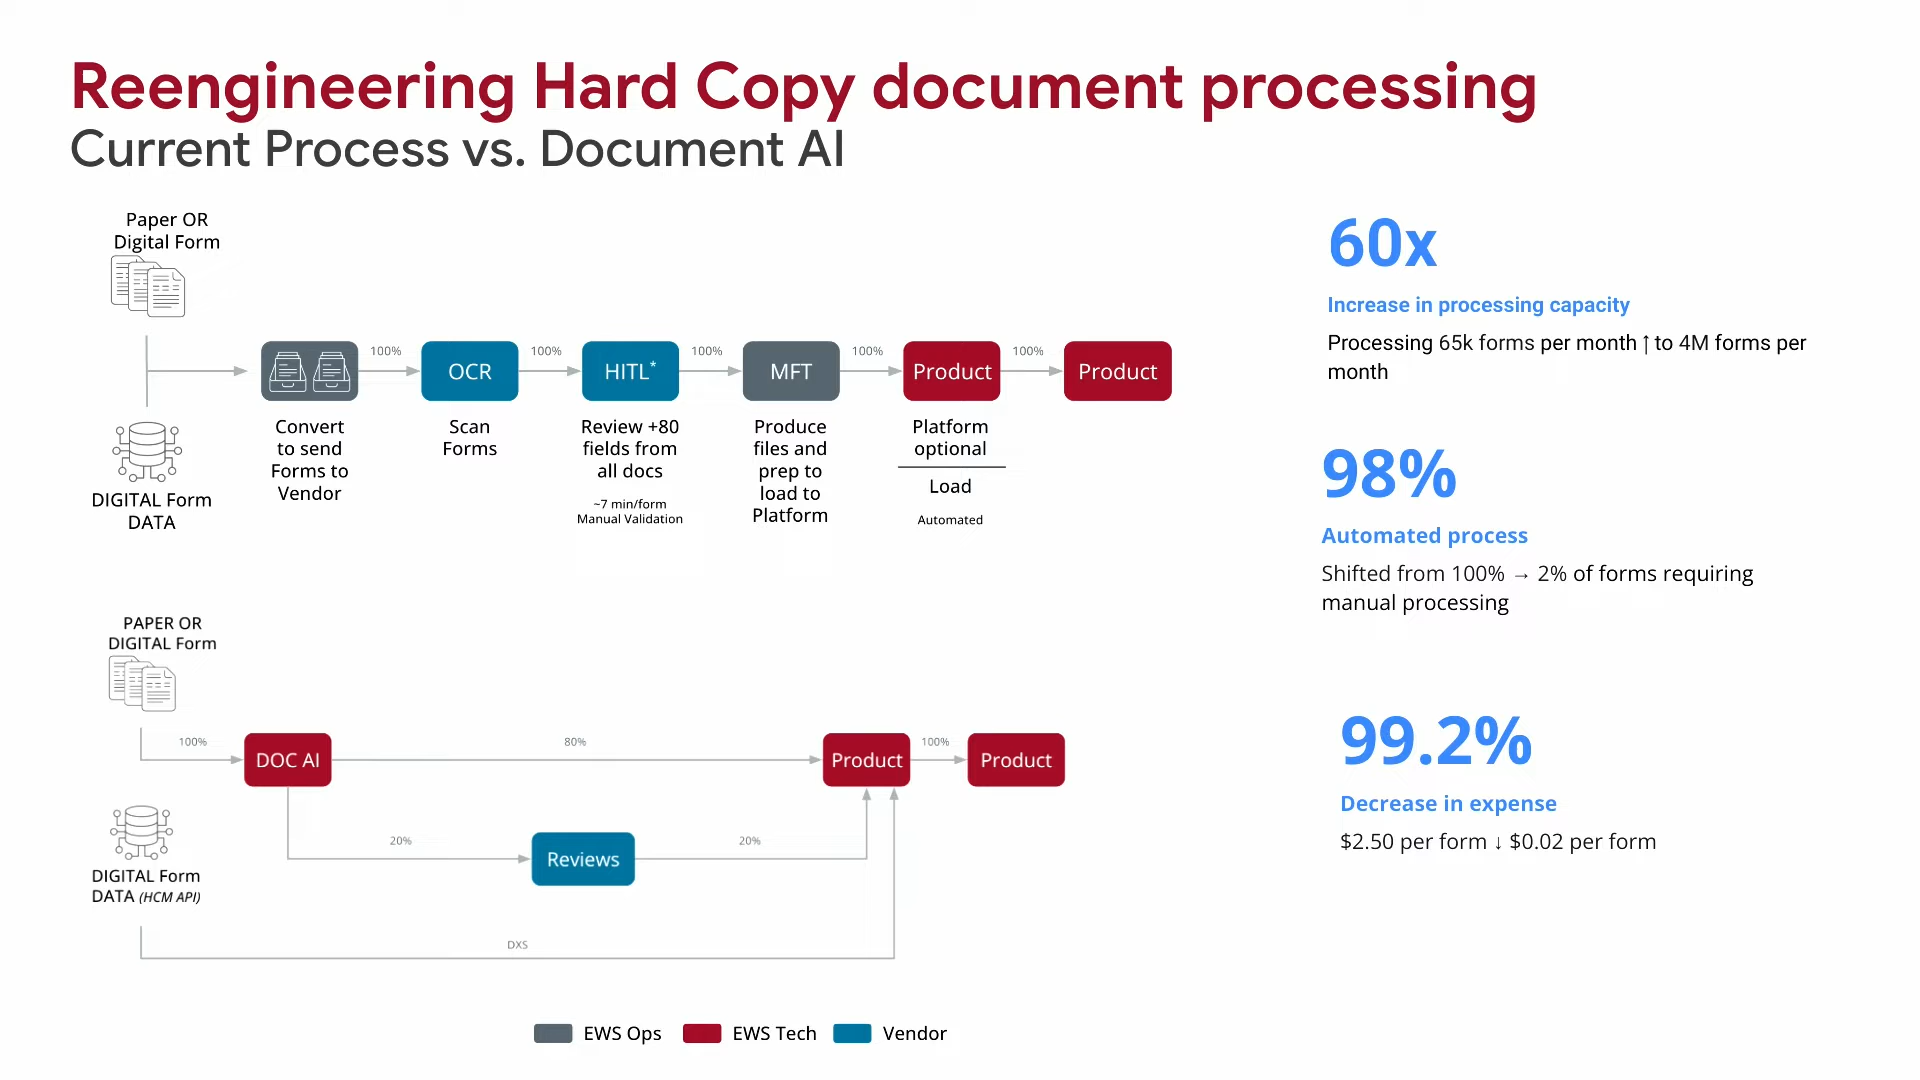 Reengineering Hard Copy document processing
Current Process vs. Document AI
Paper OR
Digital Form
DIGITAL Form
DATA
100%
100%
100%
100%
100%
OCR
HITL*
MFT
Product
Product
Convert
to send
Forms to
Vendor
Scan
Forms
Review +80
fields from
all docs
~7 min/form
Manual Validation
Produce
files and
prep to
load to
Platform
Platform
optional
Load
Automated
PAPER OR
DIGITAL Form
100%
DOC AI
80%
Product
100%
Product
20%
Reviews
20%
DIGITAL Form
DATA (HCM API)
DXS
EWS Ops
EWS Tech
Vendor
60x
Increase in processing capacity
Processing 65k forms per month ↑ to 4M forms per
month
98%
Automated process
Shifted from 100% → 2% of forms requiring
manual processing
99.2%
Decrease in expense
$2.50 per form ↓ $0.02 per form